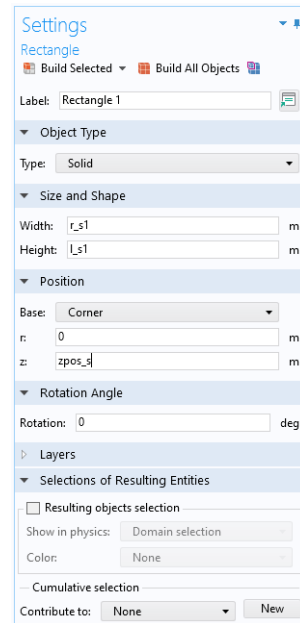 Settings
Rectangle
Build Selected Build All Objects
Label: Rectangle 1
Object Type
Type: Solid
Size and Shape
Width: r_s1 m
Height: l_s1 m
Position
Base: Corner
r: 0 m
z: zpos_s m
Rotation Angle
Rotation: 0 deg
Layers
Selections of Resulting Entities
Resulting objects selection
Show in physics: Domain selection
Color: None
Cumulative selection
Contribute to: None New